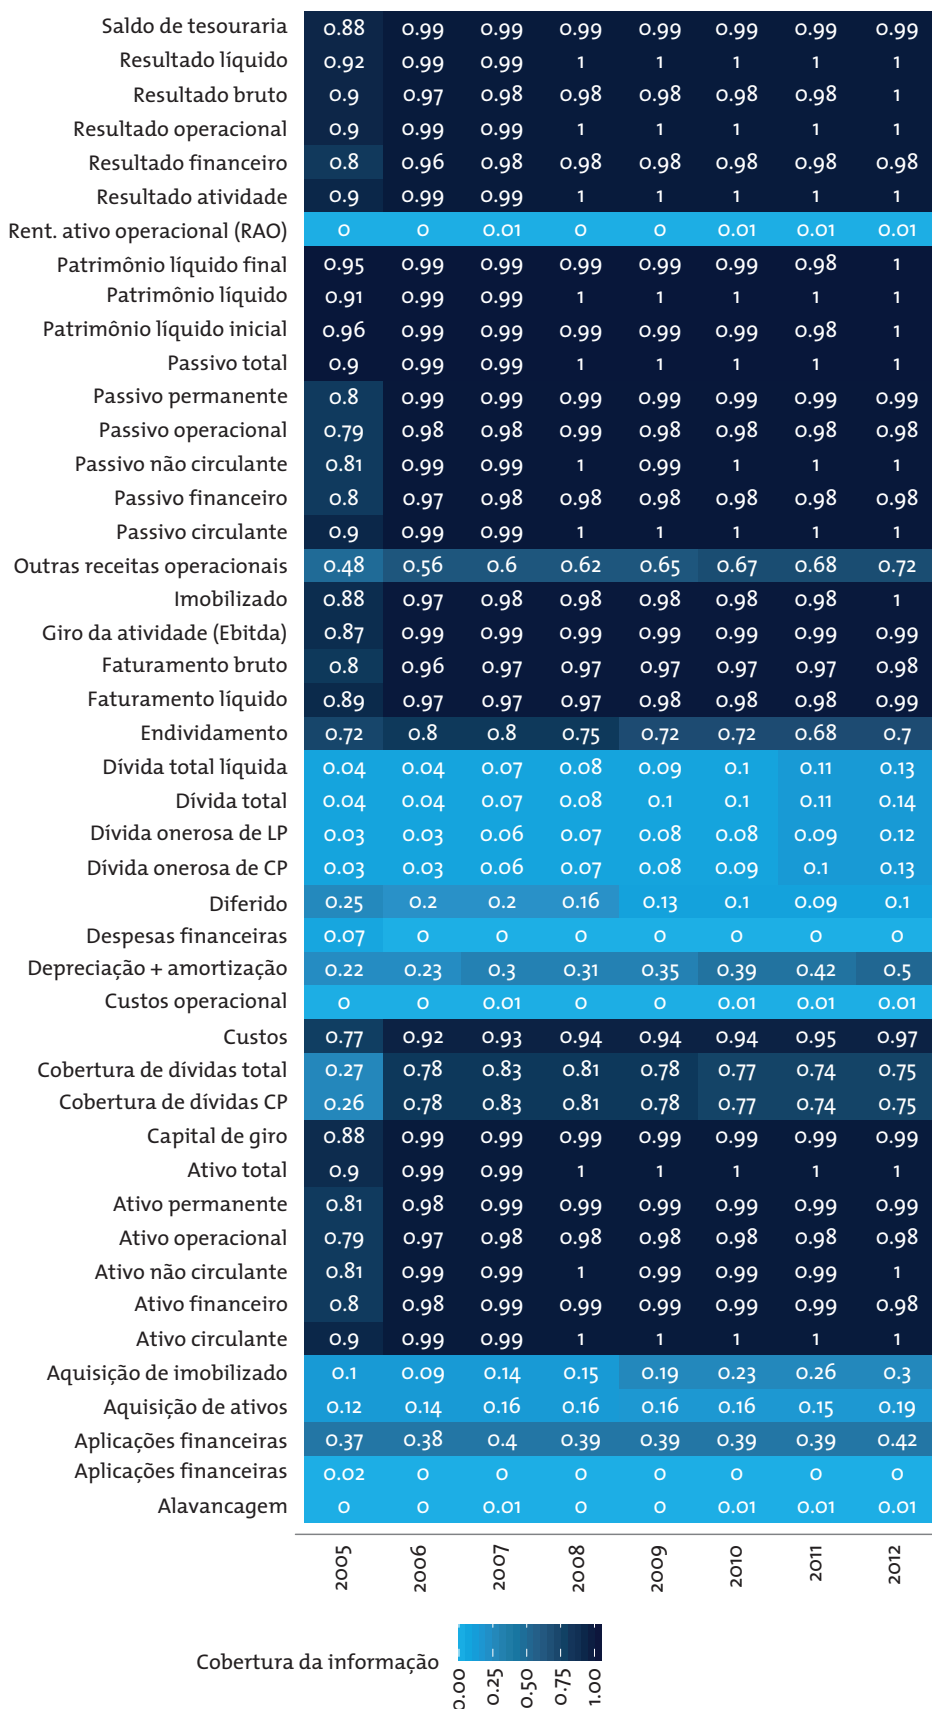 Saldo de tesouraria 0.88 0.99 0.99 0.99 0.99 0.99 0.99 0.99
Resultado líquido 0.92 0.99 0.99 1 1 1 1 1
Resultado bruto 0.9 0.97 0.98 0.98 0.98 0.98 0.98 1
Resultado operacional 0.9 0.99 0.99 1 1 1 1 1
Resultado financeiro 0.8 0.96 0.98 0.98 0.98 0.98 0.98 0.98
Resultado atividade 0.9 0.99 0.99 1 1 1 1 1
Rent. ativo operacional (RAO) 0 0 0.01 0 0 0.01 0.01 0.01
Patrimônio líquido final 0.95 0.99 0.99 0.99 0.99 0.99 0.98 1
Patrimônio líquido 0.91 0.99 0.99 1 1 1 1 1
Patrimônio líquido inicial 0.96 0.99 0.99 0.99 0.99 0.99 0.98 1
Passivo total 0.9 0.99 0.99 1 1 1 1 1
Passivo permanente 0.8 0.99 0.99 0.99 0.99 0.99 0.99 0.99
Passivo operacional 0.79 0.98 0.98 0.99 0.98 0.98 0.98 0.98
Passivo não circulante 0.81 0.99 0.99 1 0.99 1 1 1
Passivo financeiro 0.8 0.97 0.98 0.98 0.98 0.98 0.98 0.98
Passivo circulante 0.9 0.99 0.99 1 1 1 1 1
Outras receitas operacionais 0.48 0.56 0.6 0.62 0.65 0.67 0.68 0.72
Imobilizado 0.88 0.97 0.98 0.98 0.98 0.98 0.98 1
Giro da atividade (Ebitda) 0.87 0.99 0.99 0.99 0.99 0.99 0.99 0.99
Faturamento bruto 0.8 0.96 0.97 0.97 0.97 0.97 0.97 0.98
Faturamento líquido 0.89 0.97 0.97 0.97 0.98 0.98 0.98 0.99
Endividamento 0.72 0.8 0.8 0.75 0.72 0.72 0.68 0.7
Dívida total líquida 0.04 0.04 0.07 0.08 0.09 0.1 0.11 0.13
Dívida total 0.04 0.04 0.07 0.08 0.1 0.1 0.11 0.14
Dívida onerosa de LP 0.03 0.03 0.06 0.07 0.08 0.08 0.09 0.12
Dívida onerosa de CP 0.03 0.03 0.06 0.07 0.08 0.09 0.1 0.13
Diferido 0.25 0.2 0.2 0.16 0.13 0.1 0.09 0.1
Despesas financeiras 0.07 0 0 0 0 0 0 0
Depreciação + amortização 0.22 0.23 0.3 0.31 0.35 0.39 0.42 0.5
Custos operacional 0 0 0.01 0 0 0.01 0.01 0.01
Custos 0.77 0.92 0.93 0.94 0.94 0.94 0.95 0.97
Cobertura de dívidas total 0.27 0.78 0.83 0.81 0.78 0.77 0.74 0.75
Cobertura de dívidas CP 0.26 0.78 0.83 0.81 0.78 0.77 0.74 0.75
Capital de giro 0.88 0.99 0.99 0.99 0.99 0.99 0.99 0.99
Ativo total 0.9 0.99 0.99 1 1 1 1 1
Ativo permanente 0.81 0.98 0.99 0.99 0.99 0.99 0.99 0.99
Ativo operacional 0.79 0.97 0.98 0.98 0.98 0.98 0.98 0.98
Ativo não circulante 0.81 0.99 0.99 1 0.99 0.99 0.99 1
Ativo financeiro 0.8 0.98 0.99 0.99 0.99 0.99 0.99 0.98
Ativo circulante 0.9 0.99 0.99 1 1 1 1 1
Aquisição de imobilizado 0.1 0.09 0.14 0.15 0.19 0.23 0.26 0.3
Aquisição de ativos 0.12 0.14 0.16 0.16 0.16 0.16 0.15 0.19
Aplicações financeiras 0.37 0.38 0.4 0.39 0.39 0.39 0.39 0.42
Aplicações financeiras 0.02 0 0 0 0 0 0 0
Alavancagem 0 0 0.01 0 0 0.01 0.01 0.01
2005 2006 2007 2008 2009 2010 2011 2012
Cobertura da informação 0.00 0.25 0.50 0.75 1.00